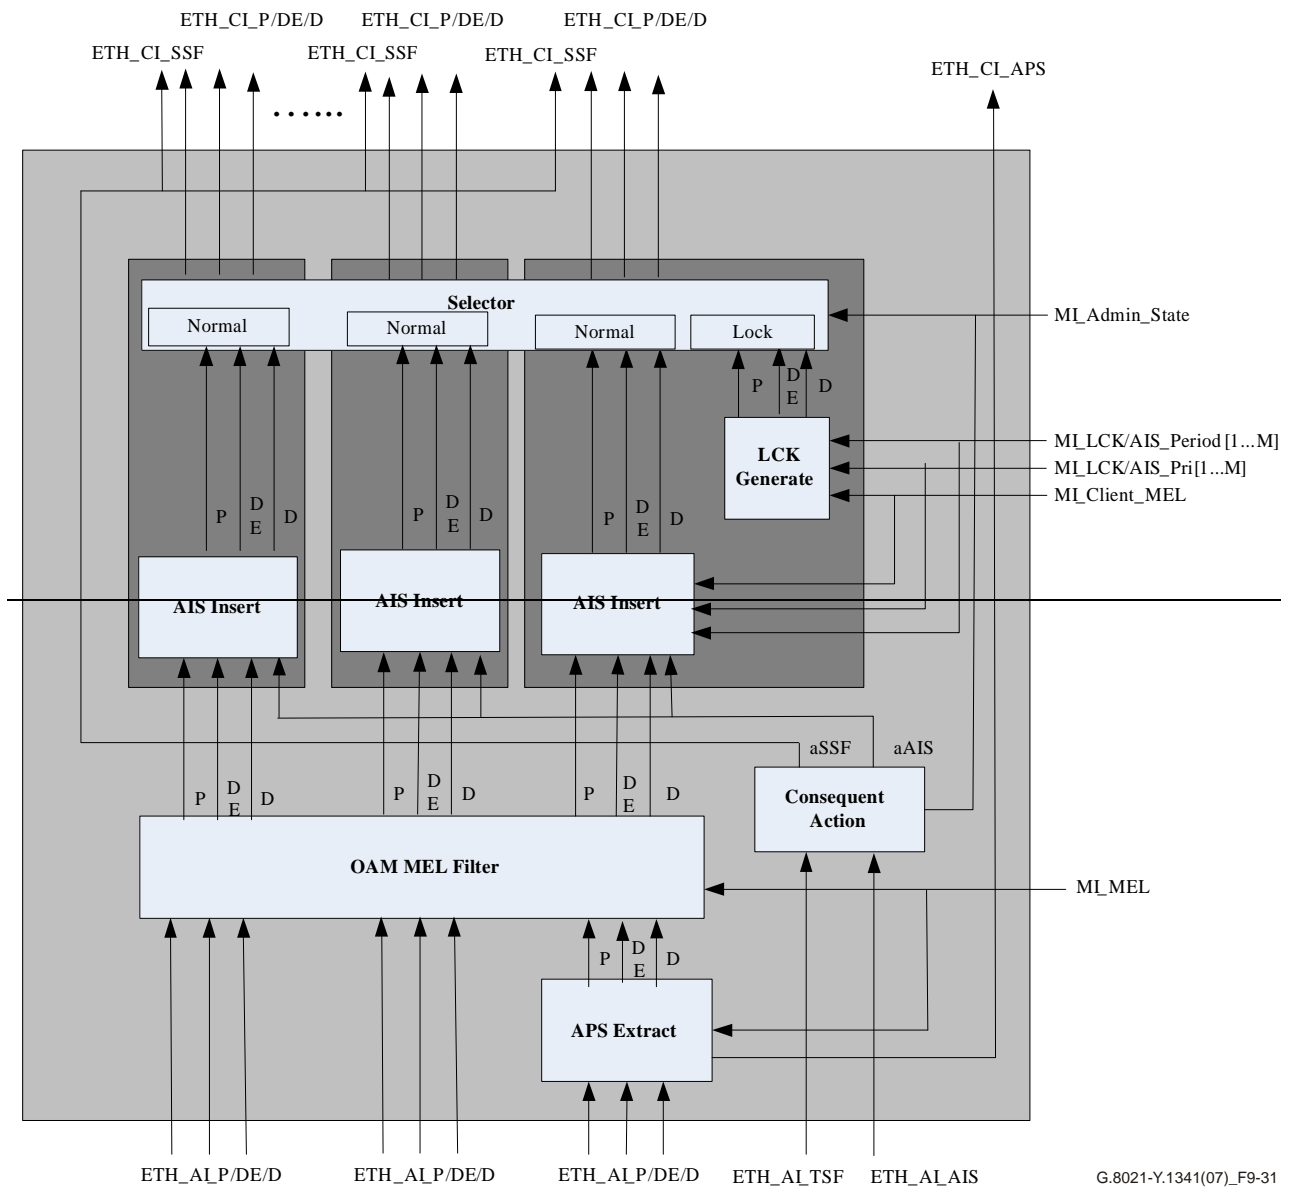 ETH_CI_P/DE/D
ETH_CI_P/DE/D
ETH_CI_P/DE/D
ETH_CI_SSF
ETH_CI_SSF
ETH_CI_SSF
ETH_CI_APS
......
Selector
Normal
Normal
Normal
Lock
MI_Admin_State
P
DE
D
LCK
Generate
MI_LCK/AIS_Period[1...M]
MI_LCK/AIS_Pri[1...M]
MI_Client_MEL
P
DE
D
P
DE
D
P
DE
D
AIS Insert
AIS Insert
AIS Insert
aSSF
aAIS
P
DE
D
P
DE
D
P
DE
D
Consequent
Action
OAM MEL Filter
MI_MEL
P
DE
D
APS Extract
ETH_AI_P/DE/D
ETH_AI_P/DE/D
ETH_AI_P/DE/D
ETH_AI_TSF
ETH_AI_AIS
G.8021-Y.1341(07)_F9-31